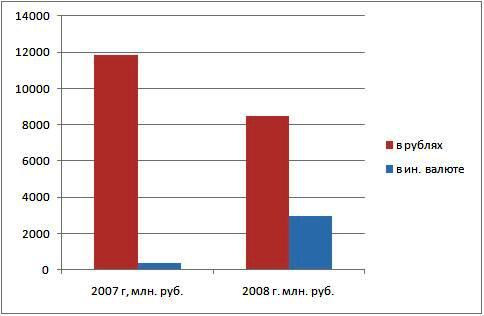 14000
12000
10000
8000
6000
4000
2000
0
2007 г, млн. руб.
2008 г. млн. руб.
в рублях
в ин. валюте